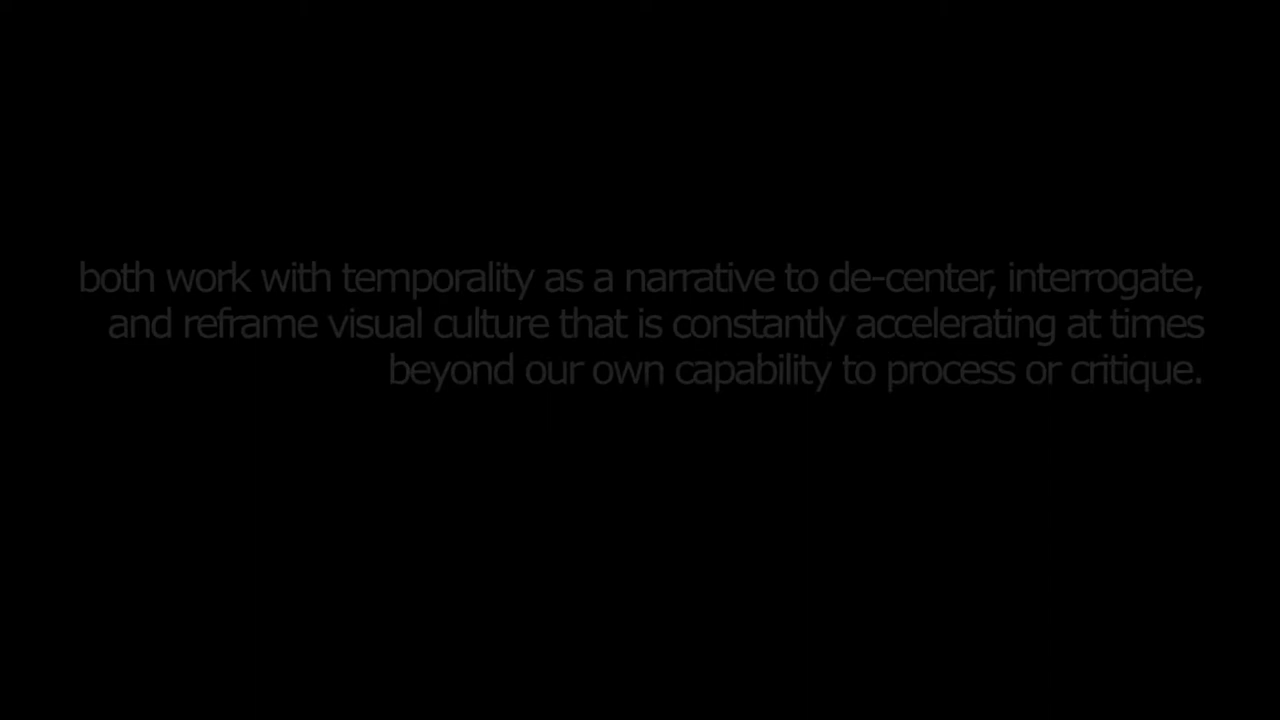 both work with temporality as a narrative to de-center, interrogate,
and reframe visual culture that is constantly accelerating at times
beyond our own capability to process or critique.